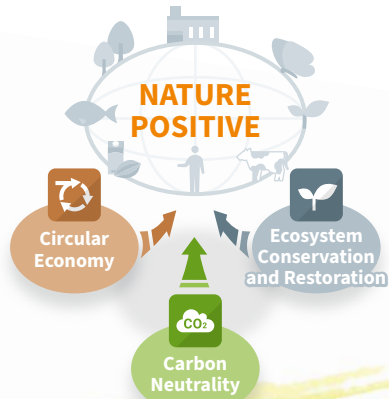 NATURE
POSITIVE
Circular
Economy
Ecosystem
Conservation
and Restoration
CO₂
Carbon
Neutrality